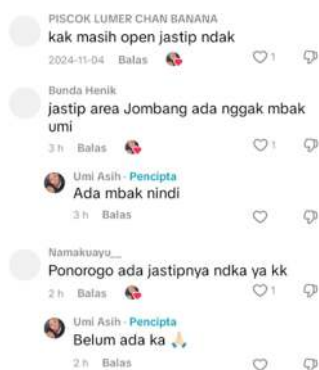 PISCOK LUMER CHAN BANANA
kak masih open jastip ndak
2024-11-04 Balas
1
Bunda Henik
jastip area Jombang ada nggak mbak
umi
3 h Balas
1
Umi Asih · Pencipta
Ada mbak nindi
3 h Balas
Namakuayu__
Ponorogo ada jastipnya ndka ya kk
2 h Balas
1
Umi Asih · Pencipta
Belum ada ka 🙏🏻
2 h Balas